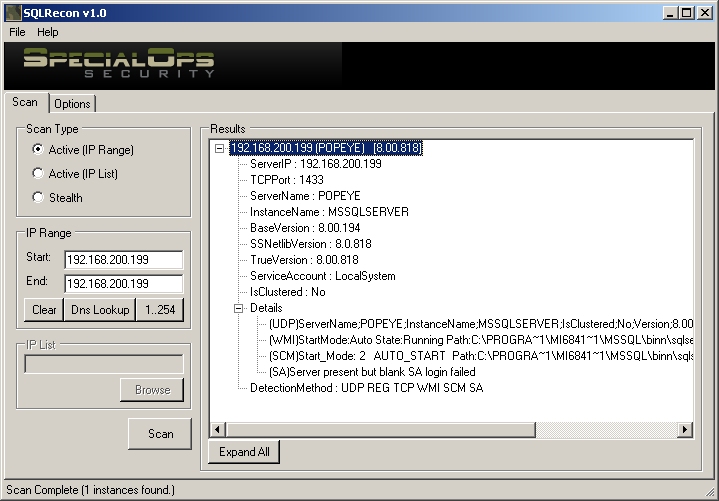 SQLRecon v1.0
File Help
SPECIALOPS
SECURITY
Scan Options
Scan Type
Active (IP Range)
Active (IP List)
Stealth
IP Range
Start: 192.168.200.199
End: 192.168.200.199
Clear Dns Lookup 1..254
IP List
Browse
Scan
Results
192.168.200.199 (POPEYE) [8.00.818]
ServerIP : 192.168.200.199
TCPPort : 1433
ServerName : POPEYE
InstanceName : MSSQLSERVER
BaseVersion : 8.00.194
SSNetlibVersion : 8.0.818
TrueVersion : 8.00.818
ServiceAccount : LocalSystem
IsClustered : No
Details
(UDP)ServerName;POPEYE;InstanceName;MSSQLSERVER;IsClustered;No;Version;8.00
(WMI)StartMode:Auto State:Running Path:C:\PROGRA~1\MI6841~1\MSSQL\binn\sqlse
(SCM)Start_Mode: 2 AUTO_START Path:C:\PROGRA~1\MI6841~1\MSSQL\binn\sqls
(SA)Server present but blank SA login failed
DetectionMethod : UDP REG TCP WMI SCM SA
Expand All
Scan Complete (1 instances found.)